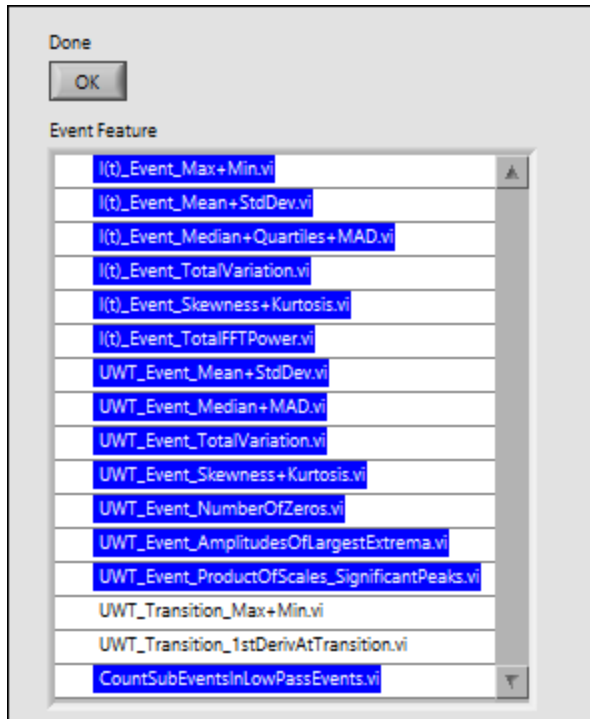 Done
OK
Event Feature
I(t)_Event_Max+Min.vi
I(t)_Event_Mean+StdDev.vi
I(t)_Event_Median+Quartiles+MAD.vi
I(t)_Event_TotalVariation.vi
I(t)_Event_Skewness+Kurtosis.vi
I(t)_Event_TotalFFTPower.vi
UWT_Event_Mean+StdDev.vi
UWT_Event_Median+MAD.vi
UWT_Event_TotalVariation.vi
UWT_Event_Skewness+Kurtosis.vi
UWT_Event_NumberOfZeros.vi
UWT_Event_AmplitudesOfLargestExtrema.vi
UWT_Event_ProductOfScales_SignificantPeaks.vi
UWT_Transition_Max+Min.vi
UWT_Transition_1stDerivAtTransition.vi
CountSubEventsInLowPassEvents.vi